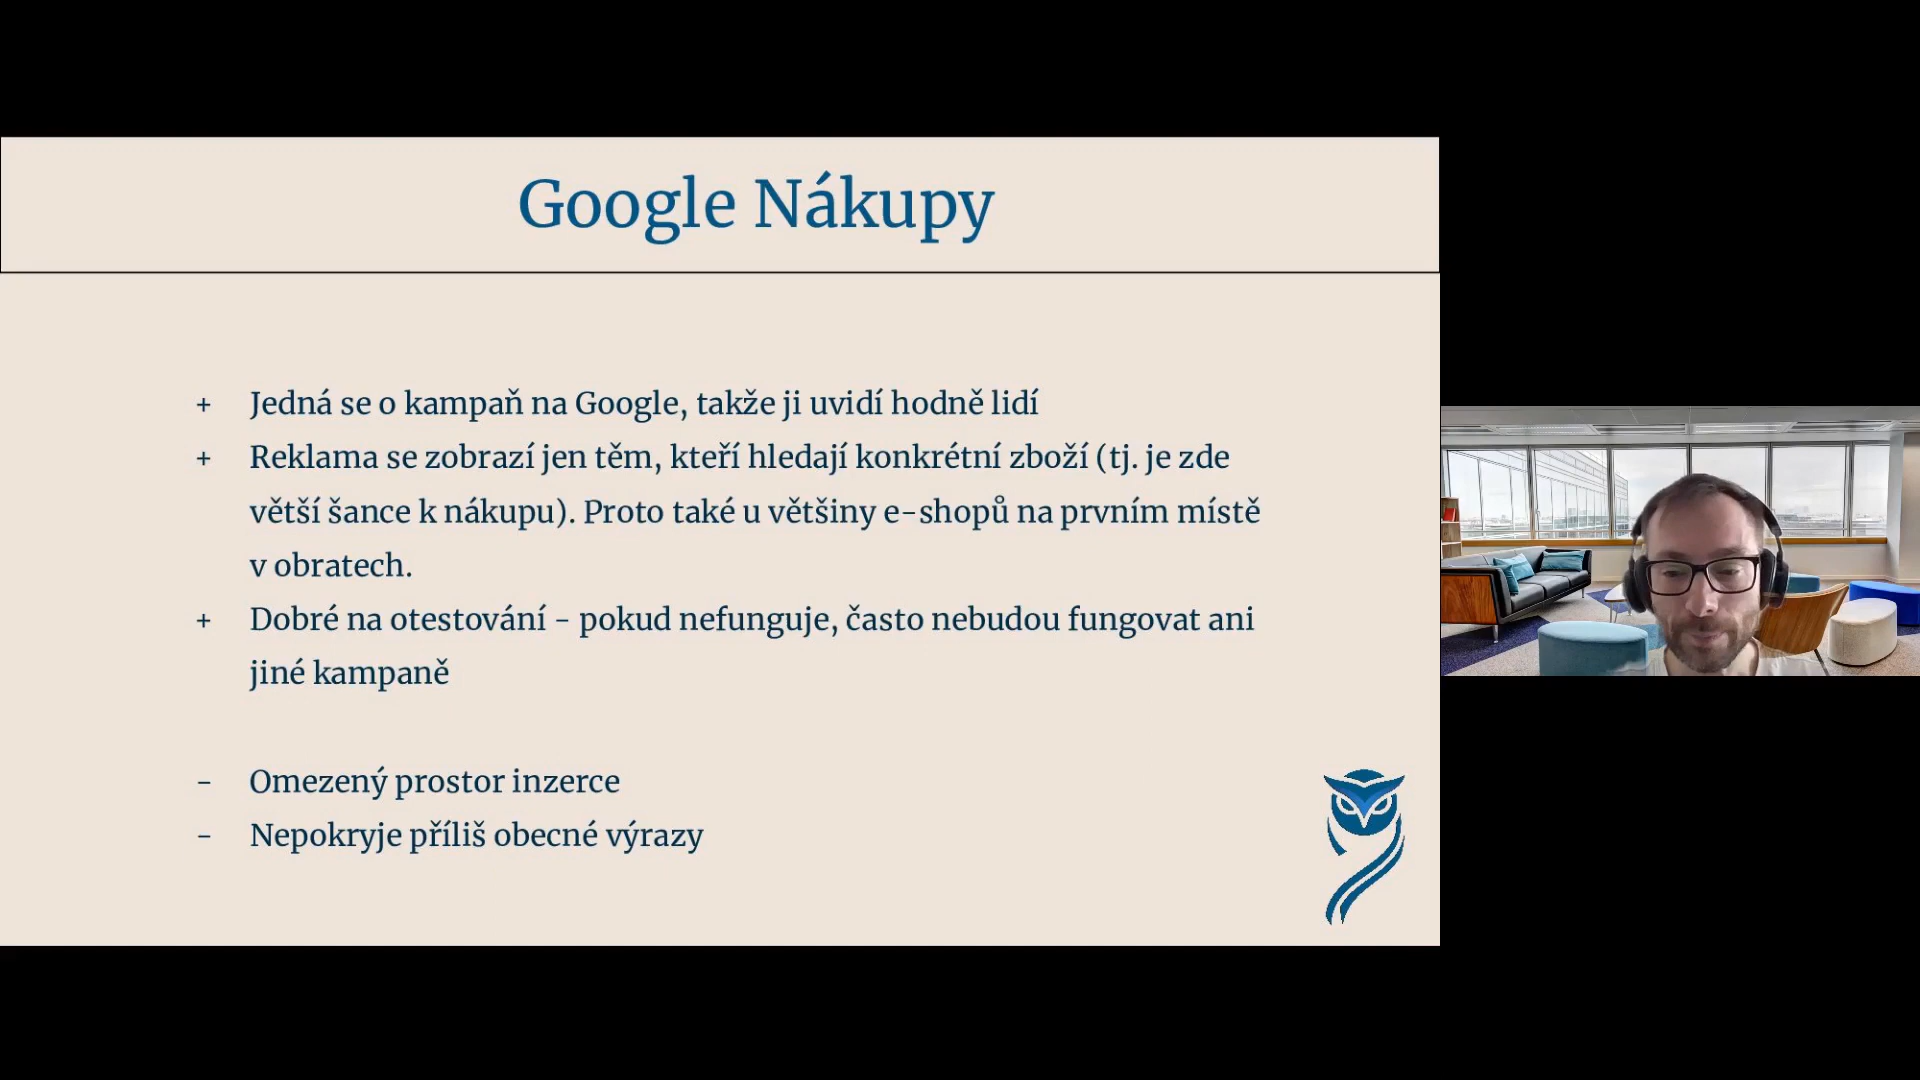 Google Nákupy
+ Jedná se o kampaň na Google, takže ji uvidí hodně lidí
+ Reklama se zobrazí jen těm, kteří hledají konkrétní zboží (tj. je zde
větší šance k nákupu). Proto také u většiny e-shopů na prvním místě
v obratech.
+ Dobré na otestování - pokud nefunguje, často nebudou fungovat ani
jiné kampaně
- Omezený prostor inzerce
- Nepokryje příliš obecné výrazy